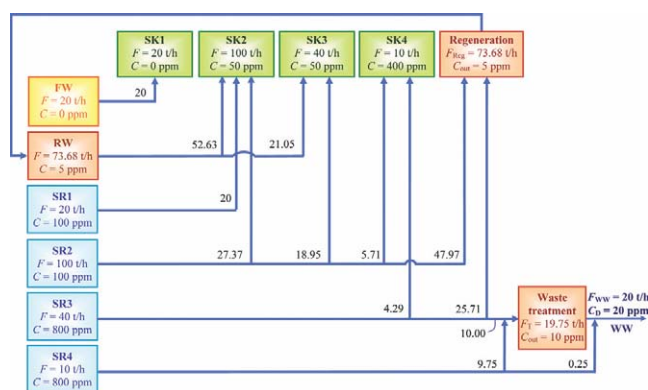 SK1
F = 20 t/h
C = 0 ppm
SK2
F = 100 t/h
C = 50 ppm
SK3
F = 40 t/h
C = 50 ppm
SK4
F = 10 t/h
C = 400 ppm
Regeneration
F_Reg = 73.68 t/h
C_out = 5 ppm
FW
F = 20 t/h
C = 0 ppm
20
RW
F = 73.68 t/h
C = 5 ppm
52.63
21.05
SR1
F = 20 t/h
C = 100 ppm
20
SR2
F = 100 t/h
C = 100 ppm
27.37
18.95
5.71
47.97
SR3
F = 40 t/h
C = 800 ppm
4.29
25.71
10.00
Waste
treatment
F_T = 19.75 t/h
C_out = 10 ppm
F_WW = 20 t/h
C_D = 20 ppm
WW
SR4
F = 10 t/h
C = 800 ppm
9.75
0.25